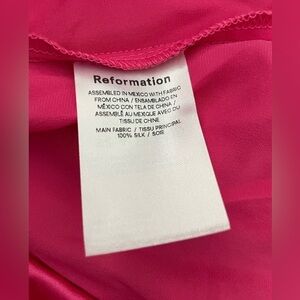 Reformation
ASSEMBLED IN MEXICO WITH FABRIC
FROM CHINA / ENSAMBLADO EN
MÉXICO CON TELA DE CHINA /
ASSEMBLÉ AU MEXIQUE AVEC DU
TISSU DE CHINE
MAIN FABRIC / TISSU PRINCIPAL
100% SILK / SOIE